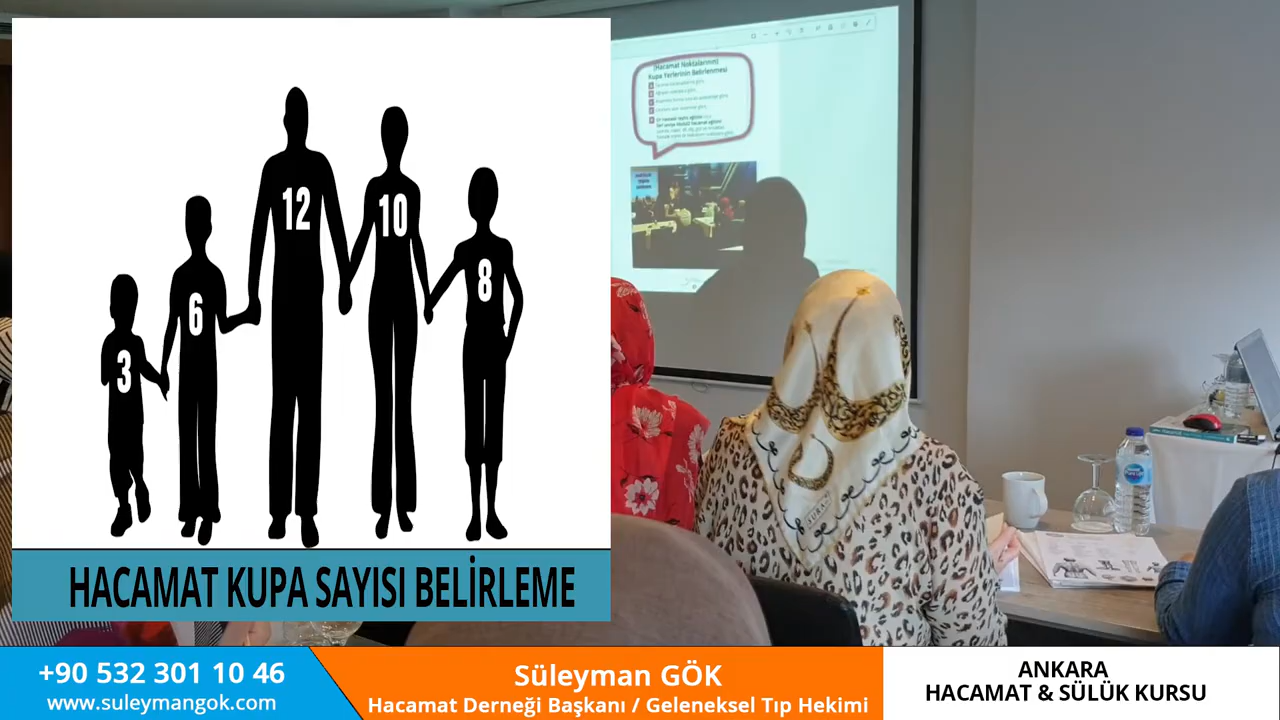 12
10
8
6
3
HACAMAT KUPA SAYISI BELİRLEME
(Hacamat Noktalarının)
Kupa Yerlerinin Belirlenmesi
+90 532 301 10 46
www.suleymangok.com
Süleyman GÖK
Hacamat Derneği Başkanı / Geleneksel Tıp Hekimi
ANKARA
HACAMAT & SÜLÜK KURSU